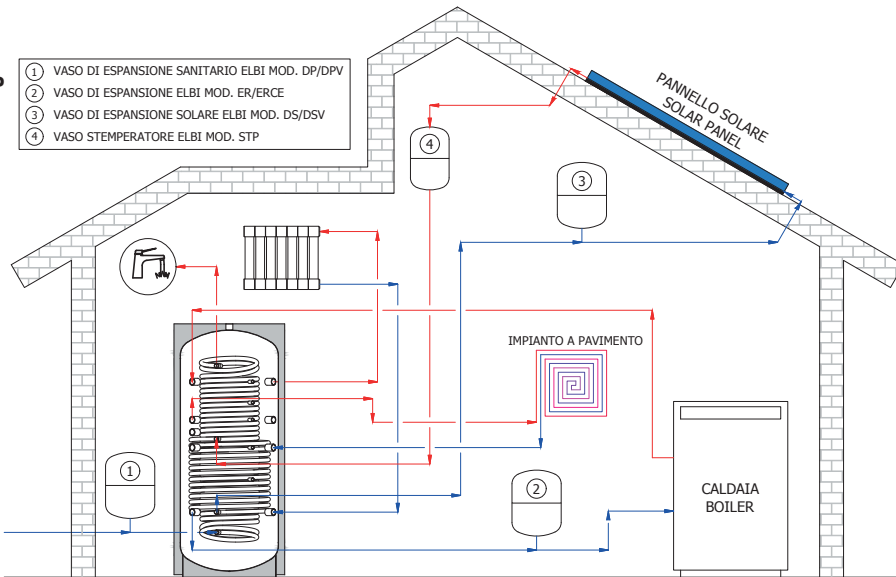 1 VASO DI ESPANSIONE SANITARIO ELBI MOD. DP/DPV
2 VASO DI ESPANSIONE ELBI MOD. ER/ERCE
3 VASO DI ESPANSIONE SOLARE ELBI MOD. DS/DSV
4 VASO STEMPERATORE ELBI MOD. STP
PANNELLO SOLARE
SOLAR PANEL
4
3
IMPIANTO A PAVIMENTO
1
2
CALDAIA
BOILER